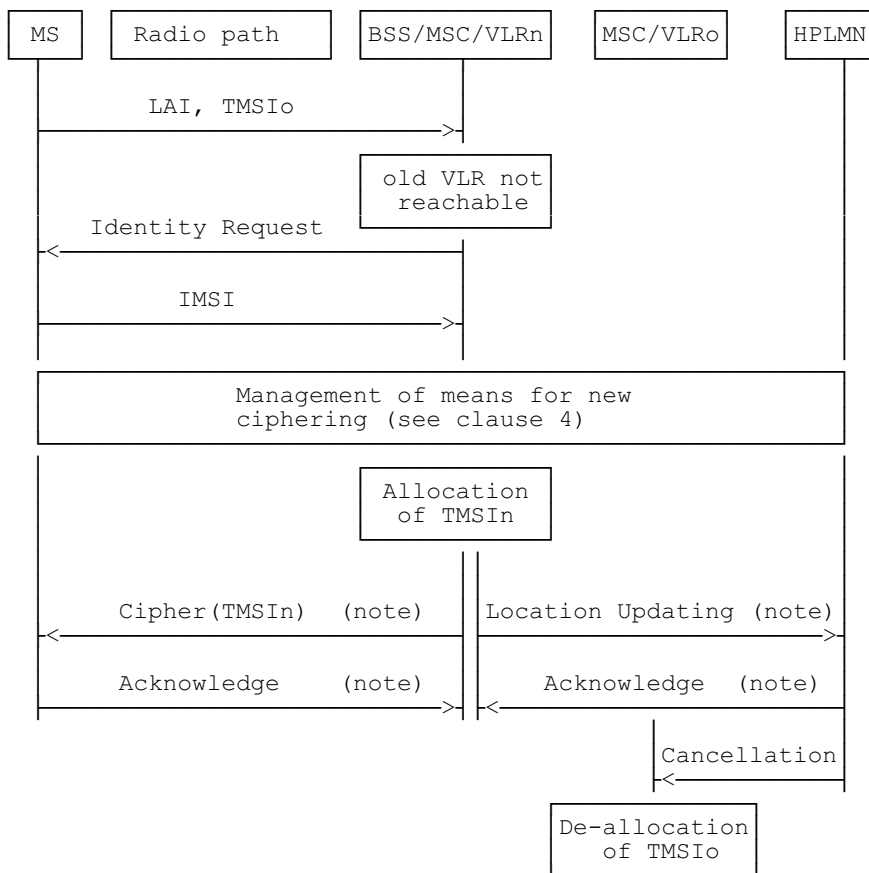 MS
Radio path
BSS/MSC/VLRn
MSC/VLRo
HPLMN
LAI, TMSIo
old VLR not
reachable
Identity Request
IMSI
Management of means for new
ciphering (see clause 4)
Allocation
of TMSIn
Cipher(TMSIn) (note)
Location Updating (note)
Acknowledge (note)
Acknowledge (note)
Cancellation
De-allocation
of TMSIo